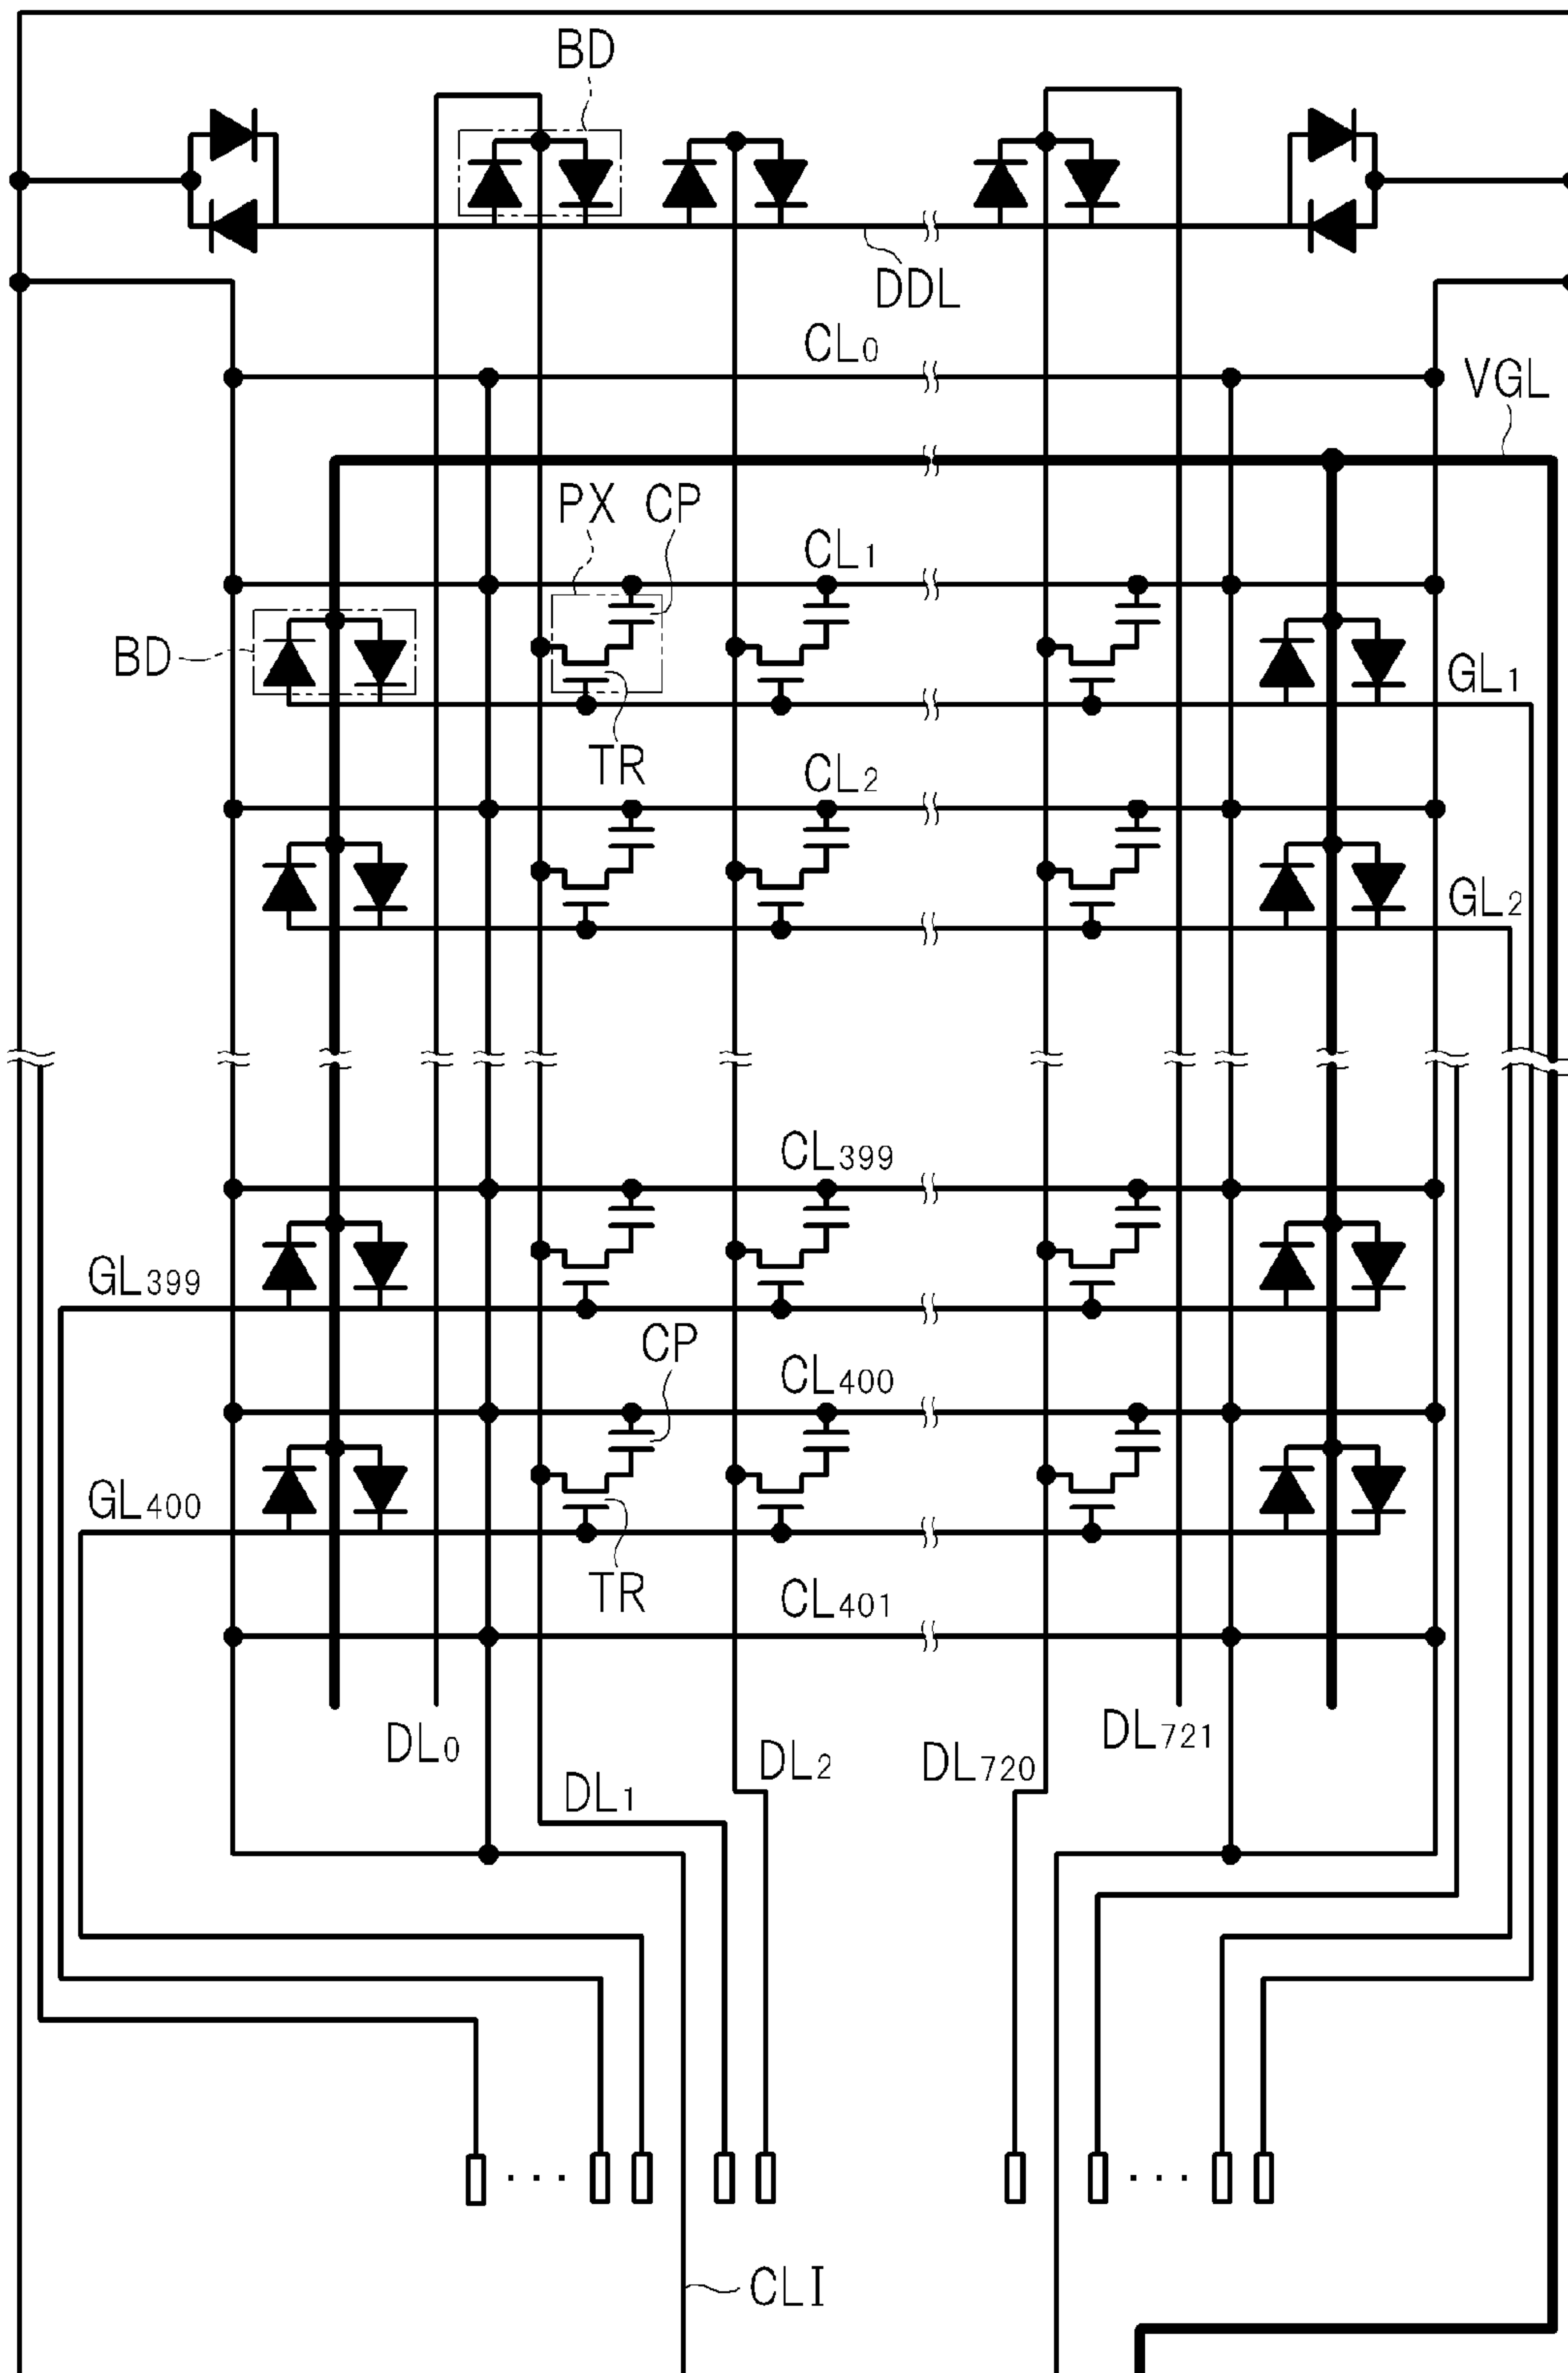 BD
DDL
CL0
VGL
PX CP
CL1
BD
GL1
TR
CL2
GL2
CL399
GL399
CP
CL400
GL400
TR
CL401
DL0
DL721
DL2
DL720
DL1
...
...
CLI